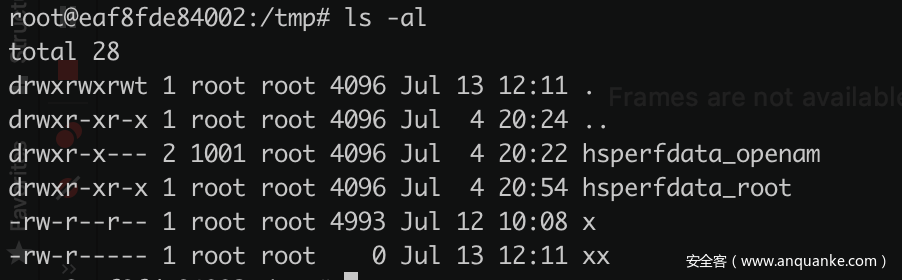 root@eaf8fde84002:/tmp# ls -al
total 28
drwxrwxrwt 1 root root 4096 Jul 13 12:11 .
drwxr-xr-x 1 root root 4096 Jul  4 20:24 ..
drwxr-x--- 2 1001 root 4096 Jul  4 20:22 hsperfdata_openam
drwxr-xr-x 1 root root 4096 Jul  4 20:54 hsperfdata_root
-rw-r--r-- 1 root root 4993 Jul 12 10:08 x
-rw-r----- 1 root root    0 Jul 13 12:11 xx
Frames are not available
Favorites
安全客（www.anquanke.com）